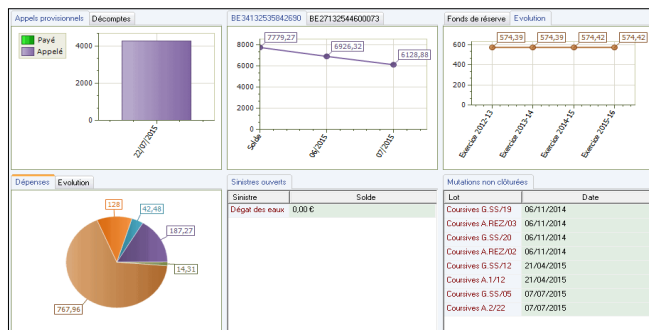 Appels provisionnels Décomptes
Payé
Appelé
4000
2000
0
22/07/2015
BE34132535842690 BE27132544600073
8000
6000
4000
2000
0
7779,27
6926,32
6128,88
Solde
06/2015
07/2015
Fonds de réserve Evolution
600
400
200
0
574,39
574,39
574,42
574,42
Exercice 2012-13
Exercice 2013-14
Exercice 2014-15
Exercice 2015-16
Dépenses Evolution
128
42,48
187,27
14,31
767,96
Sinistres ouverts
Sinistre Solde
Dégat des eaux 0,00 €
Mutations non clôturées
Lot Date
Coursives G.SS/19 06/11/2014
Coursives A.REZ/03 06/11/2014
Coursives G.SS/20 06/11/2014
Coursives A.REZ/02 06/11/2014
Coursives G.SS/12 21/04/2015
Coursives A.1/12 21/04/2015
Coursives G.SS/05 07/07/2015
Coursives A.2/22 07/07/2015